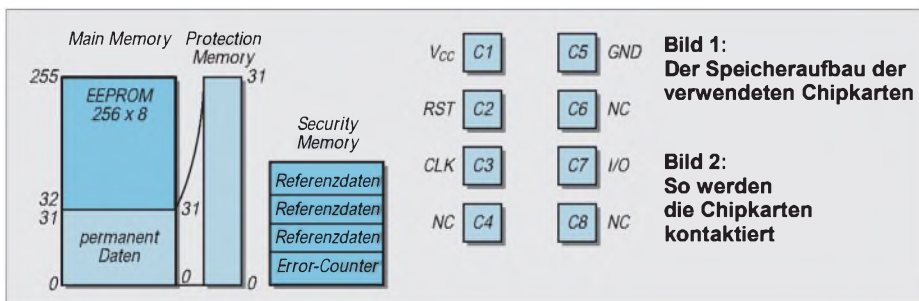 Main Memory
Protection
Memory
255
31
EEPROM
256 x 8
32
31
31
permanent
Daten
0
0
0
Security
Memory
Referenzdaten
Referenzdaten
Referenzdaten
Error-Counter
VCC C1
C5 GND
RST C2
C6 NC
CLK C3
C7 I/O
NC C4
C8 NC
Bild 1:
Der Speicheraufbau der
verwendeten Chipkarten
Bild 2:
So werden
die Chipkarten
kontaktiert